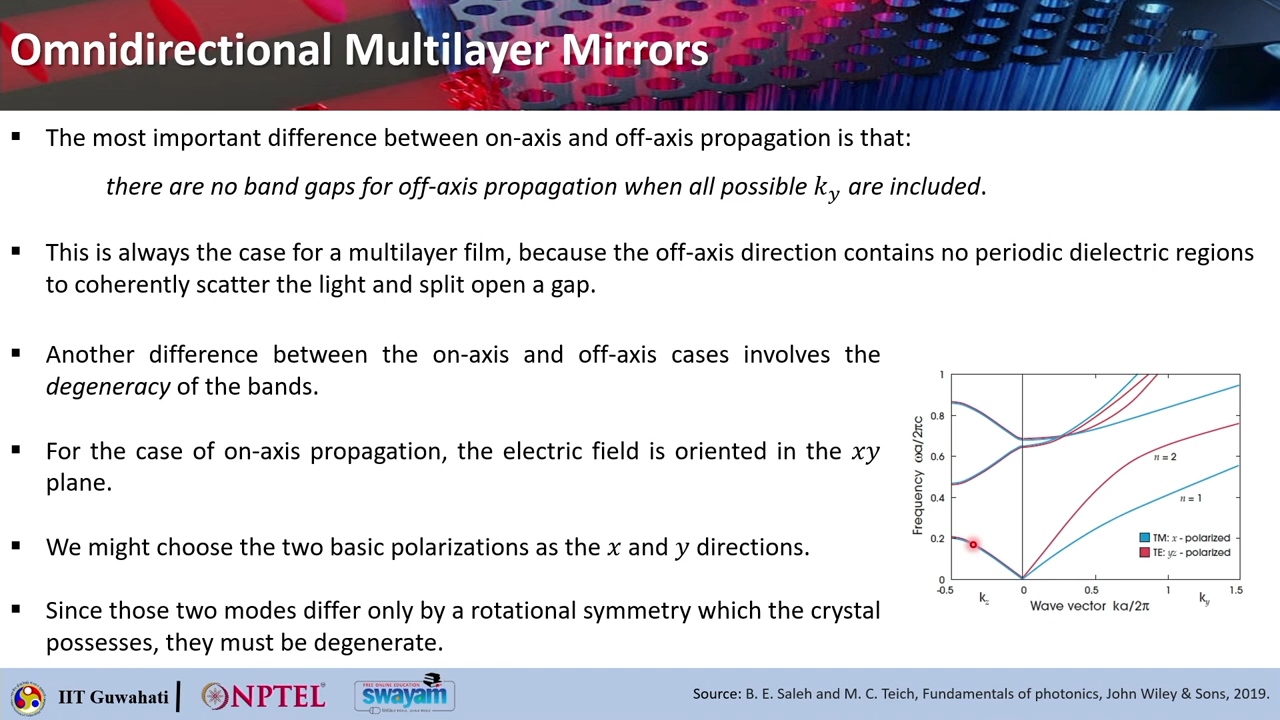 Omnidirectional Multilayer Mirrors
▪ The most important difference between on-axis and off-axis propagation is that:
there are no band gaps for off-axis propagation when all possible k_y are included.
▪ This is always the case for a multilayer film, because the off-axis direction contains no periodic dielectric regions
to coherently scatter the light and split open a gap.
▪ Another difference between the on-axis and off-axis cases involves the
degeneracy of the bands.
▪ For the case of on-axis propagation, the electric field is oriented in the xy
plane.
▪ We might choose the two basic polarizations as the x and y directions.
▪ Since those two modes differ only by a rotational symmetry which the crystal
possesses, they must be degenerate.
Frequency ωa/2πc
1
0.8
0.6
0.4
0.2
0
n = 2
n = 1
TM: x - polarized
TE: yz - polarized
-0.5 0 0.5 1 1.5
k_z Wave vector ka/2π k_y
IIT Guwahati
NPTEL
FREE ONLINE EDUCATION
swayam
Source: B. E. Saleh and M. C. Teich, Fundamentals of photonics, John Wiley & Sons, 2019.